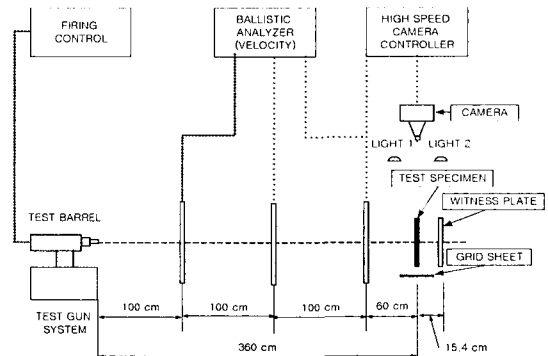 FIRING
CONTROL
BALLISTIC
ANALYZER
(VELOCITY)
HIGH SPEED
CAMERA
CONTROLLER
CAMERA
LIGHT 1
LIGHT 2
TEST SPECIMEN
WITNESS PLATE
TEST BARREL
GRID SHEET
TEST GUN
SYSTEM
100 cm
100 cm
100 cm
60 cm
360 cm
15,4 cm